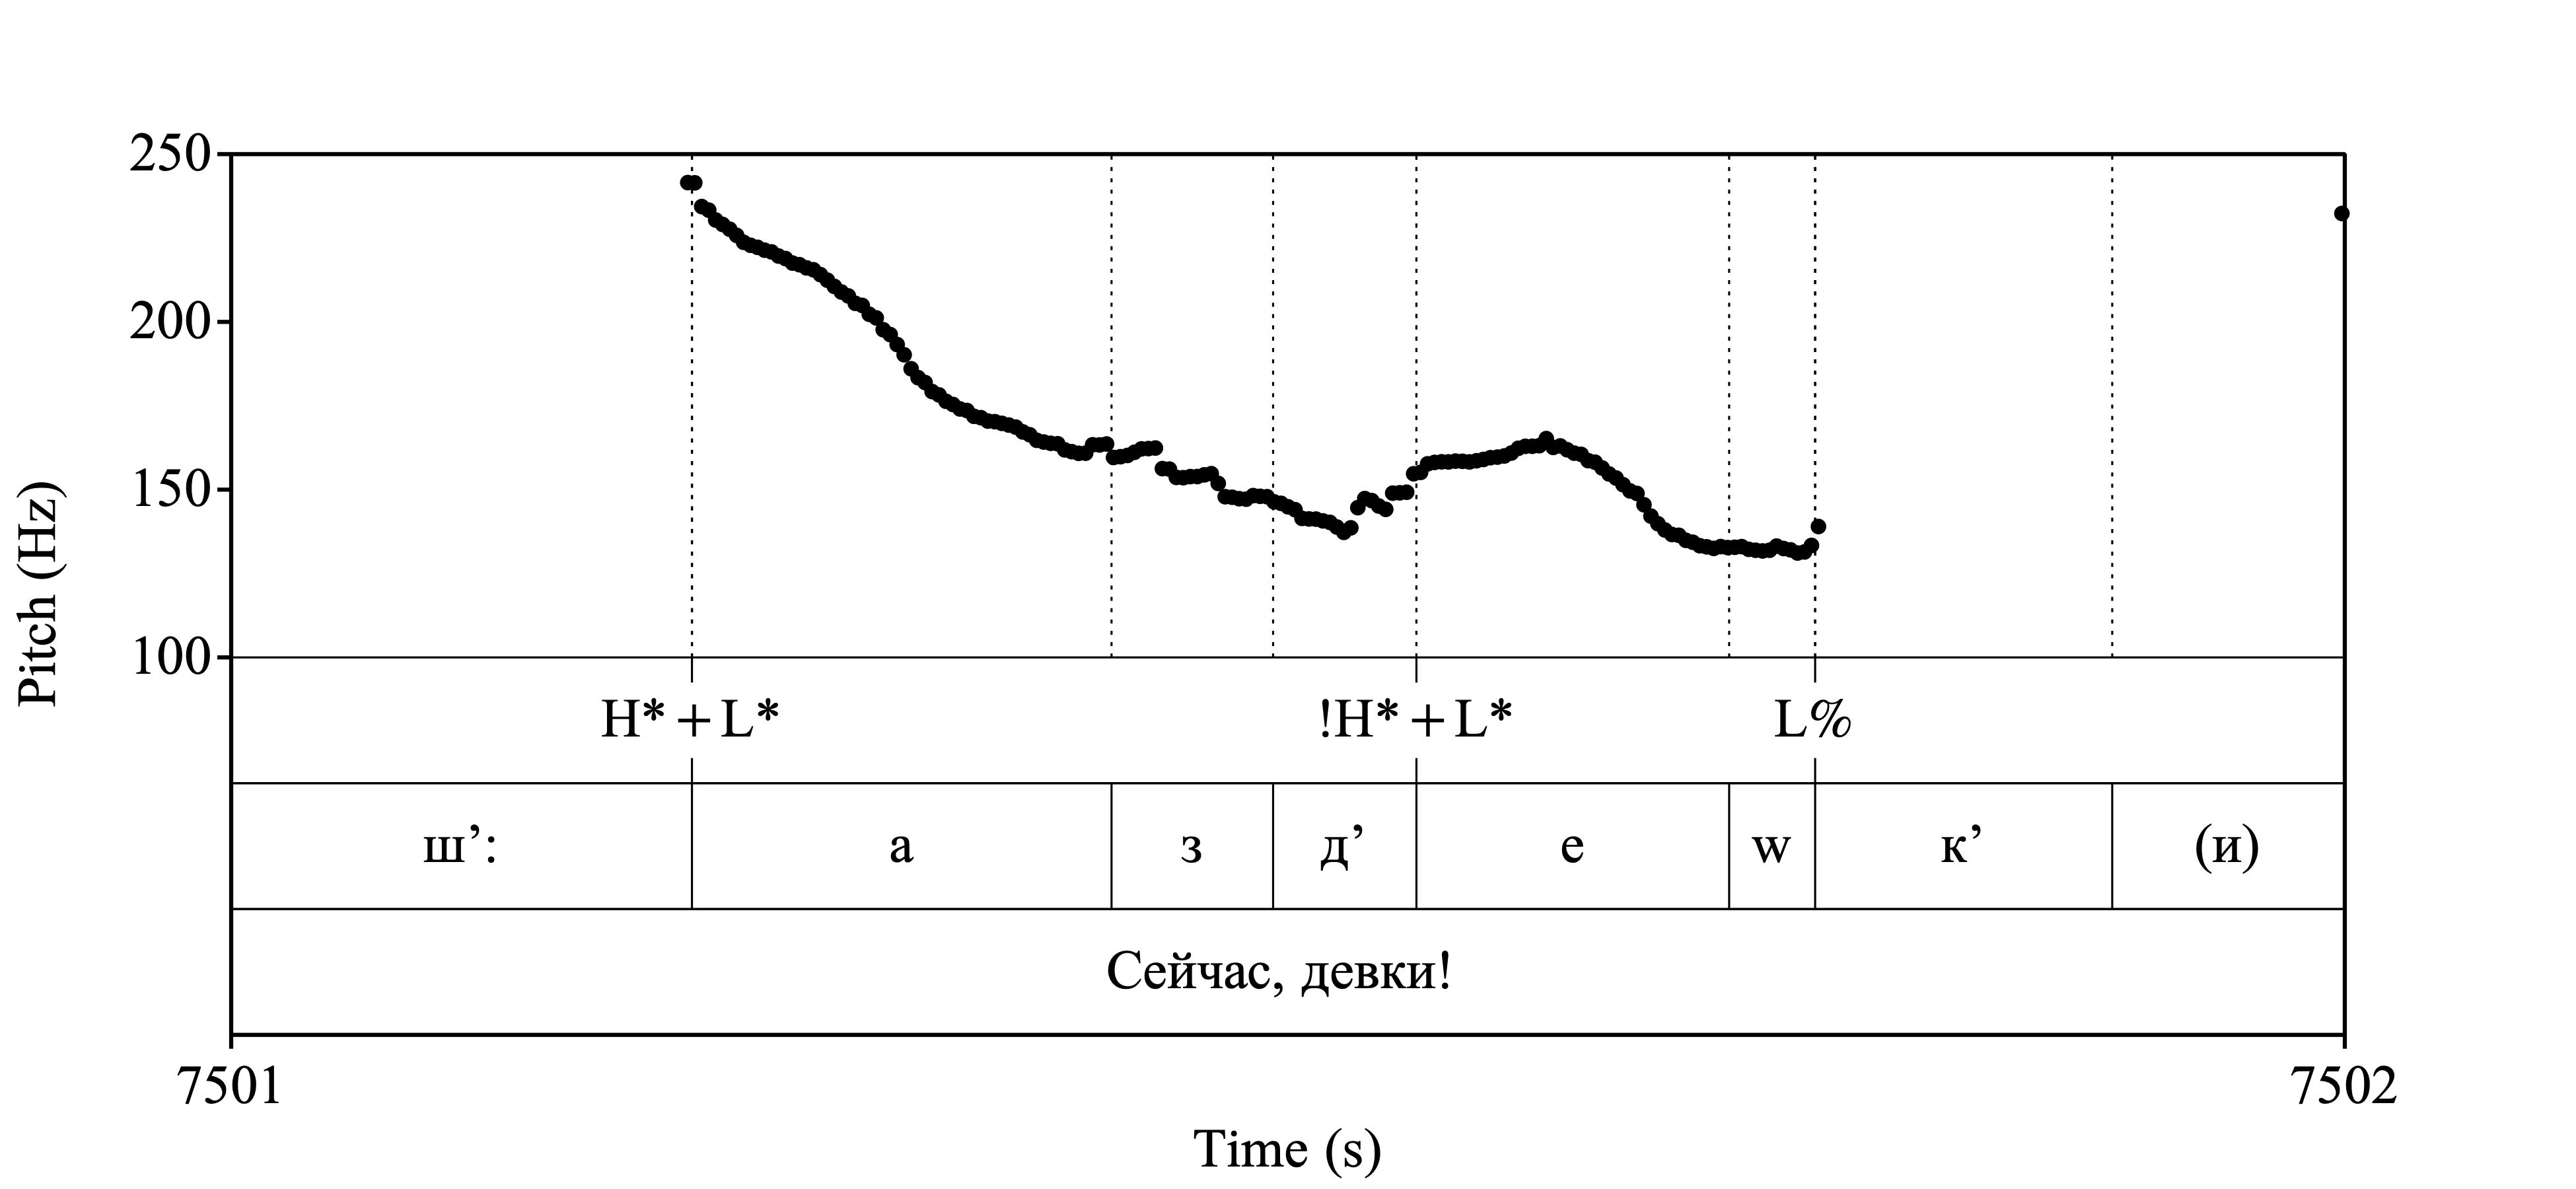 250
200
150
100
Pitch (Hz)
H* + L* !H* + L* L%
ш’: а з д’ е w к’ (и)
Сейчас, девки!
7501 7502
Time (s)